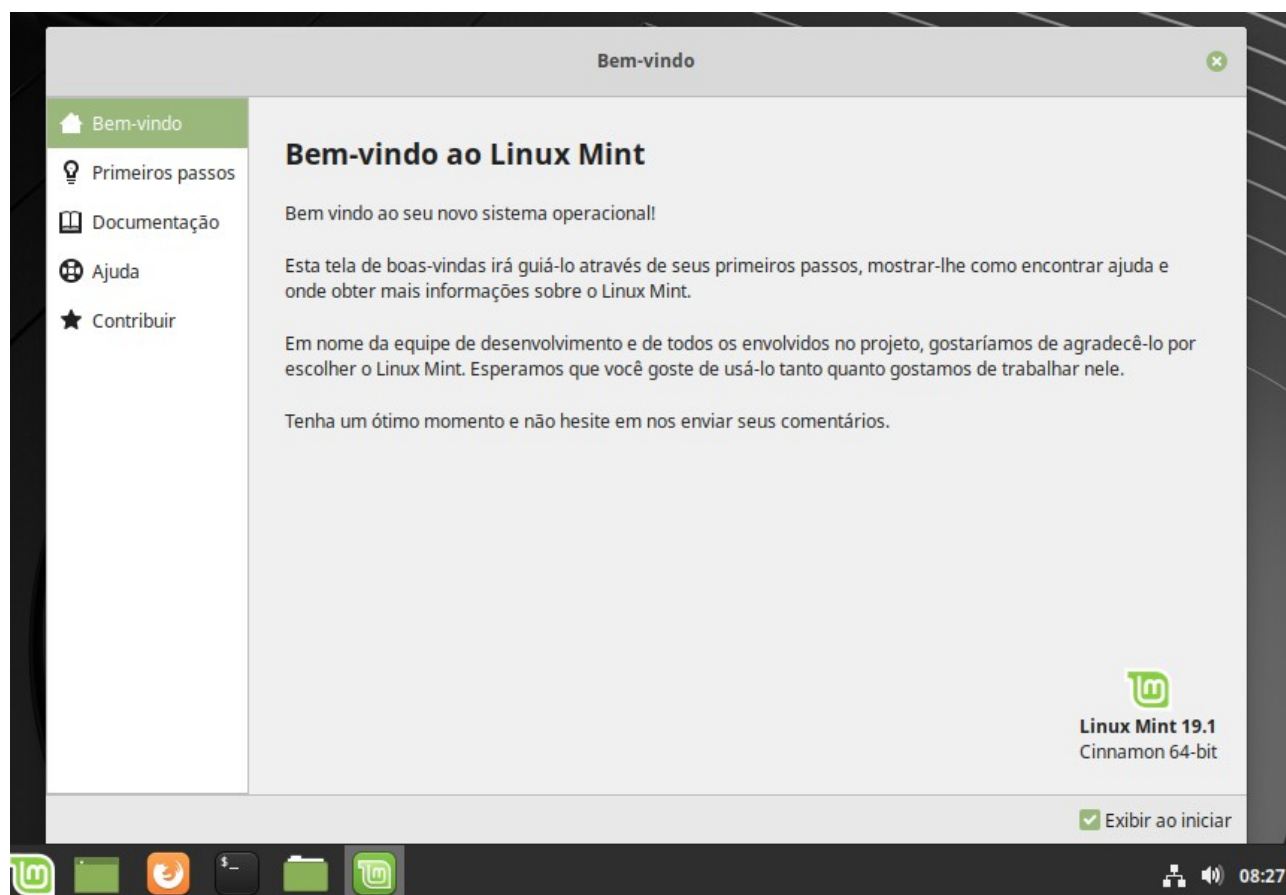 Bem-vindo
Bem-vindo
Primeiros passos
Documentação
Ajuda
Contribuir
Bem-vindo ao Linux Mint
Bem vindo ao seu novo sistema operacional!
Esta tela de boas-vindas irá guiá-lo através de seus primeiros passos, mostrar-lhe como encontrar ajuda e
onde obter mais informações sobre o Linux Mint.
Em nome da equipe de desenvolvimento e de todos os envolvidos no projeto, gostaríamos de agradecê-lo por
escolher o Linux Mint. Esperamos que você goste de usá-lo tanto quanto gostamos de trabalhar nele.
Tenha um ótimo momento e não hesite em nos enviar seus comentários.
Linux Mint 19.1
Cinnamon 64-bit
Exibir ao iniciar
$_
08:27